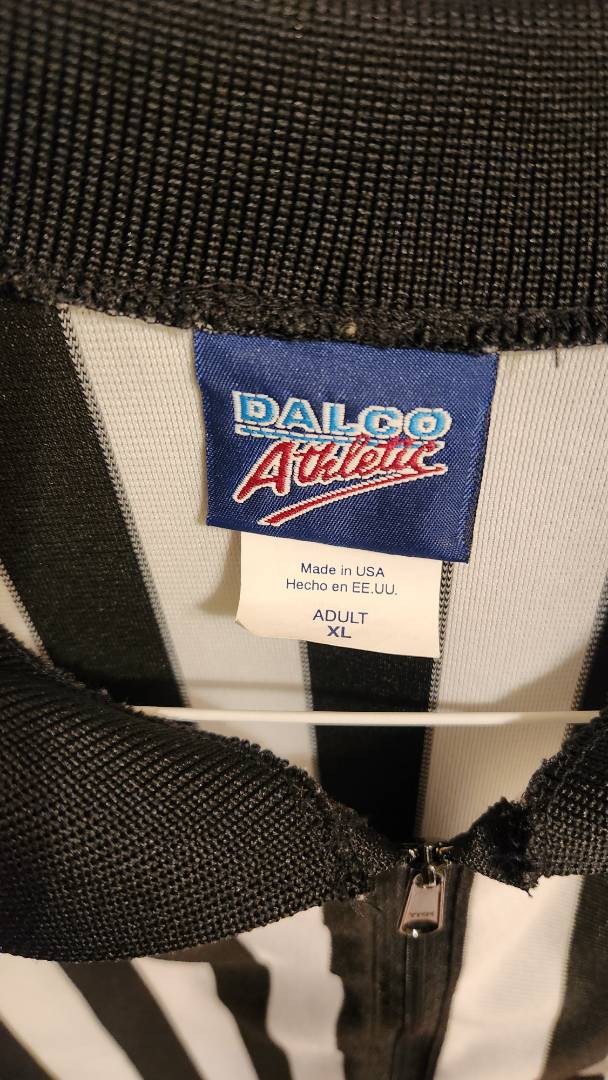 DALCO
Athletic
Made in USA
Hecho en EE.UU.
ADULT
XL